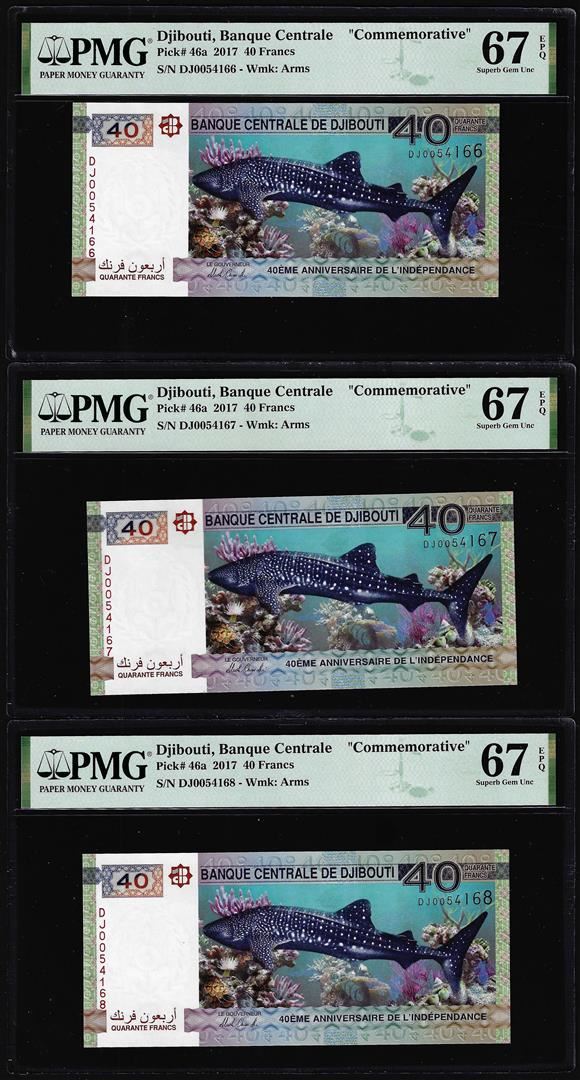 PMG
PAPER MONEY GUARANTY
Djibouti, Banque Centrale "Commemorative"
Pick# 46a 2017 40 Francs
S/N DJ0054166 - Wmk: Arms
67 EPQ
Superb Gem Unc
40
BANQUE CENTRALE DE DJIBOUTI
40
QUARANTE
FRANCS
DJ0054166
DJ0054166
أربعون فرنك
QUARANTE FRANCS
LE GOUVERNEUR
40ÈME ANNIVERSAIRE DE L'INDÉPENDANCE
PMG
PAPER MONEY GUARANTY
Djibouti, Banque Centrale "Commemorative"
Pick# 46a 2017 40 Francs
S/N DJ0054167 - Wmk: Arms
67 EPQ
Superb Gem Unc
40
BANQUE CENTRALE DE DJIBOUTI
40
QUARANTE
FRANCS
DJ0054167
DJ0054167
أربعون فرنك
QUARANTE FRANCS
LE GOUVERNEUR
40ÈME ANNIVERSAIRE DE L'INDÉPENDANCE
PMG
PAPER MONEY GUARANTY
Djibouti, Banque Centrale "Commemorative"
Pick# 46a 2017 40 Francs
S/N DJ0054168 - Wmk: Arms
67 EPQ
Superb Gem Unc
40
BANQUE CENTRALE DE DJIBOUTI
40
QUARANTE
FRANCS
DJ0054168
DJ0054168
أربعون فرنك
QUARANTE FRANCS
LE GOUVERNEUR
40ÈME ANNIVERSAIRE DE L'INDÉPENDANCE